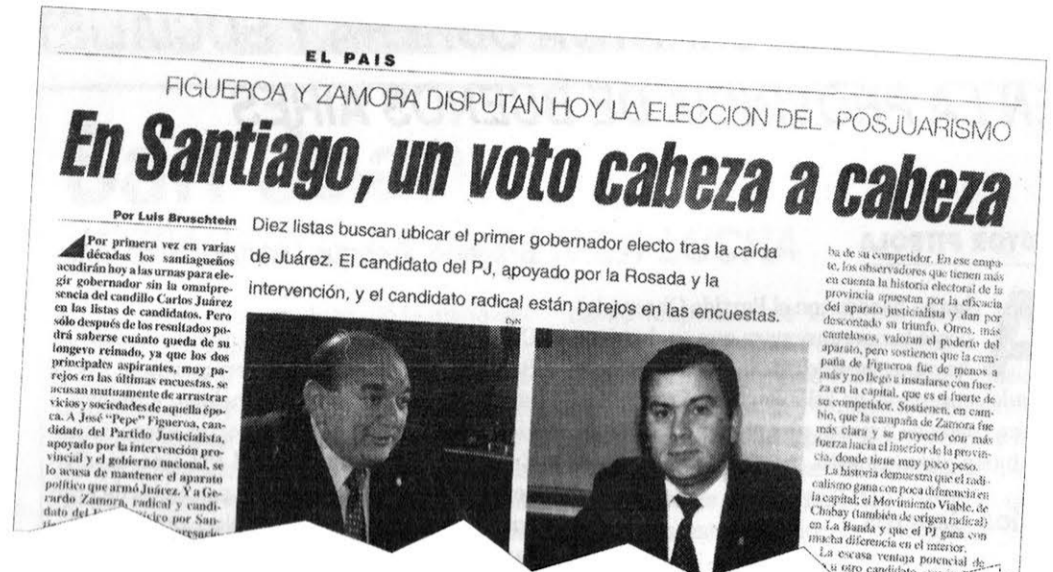 EL PAIS
FIGUEROA Y ZAMORA DISPUTAN HOY LA ELECCION DEL POSJUARISMO
En Santiago, un voto cabeza a cabeza
Por Luis Bruschtein
Por primera vez en varias
décadas los santiagueños
acudirán hoy a las urnas para ele-
gir gobernador sin la omnipre-
sencia del caudillo Carlos Juárez
en las listas de candidatos. Pero
sólo después de los resultados po-
drá saberse cuánto queda de su
longevo reinado, ya que los dos
principales aspirantes, muy pa-
rejos en las últimas encuestas, se
acusan mutuamente de arrastrar
vicios y sociedades de aquella épo-
ca. A José “Pepe” Figueroa, can-
didato del Partido Justicialista,
apoyado por la intervención pro-
vincial y el gobierno nacional, se
lo acusa de mantener el aparato
político que armó Juárez. Y a Ge-
rardo Zamora, radical y candi-
dato del por San-
Diez listas buscan ubicar el primer gobernador electo tras la caída
de Juárez. El candidato del PJ, apoyado por la Rosada y la
intervención, y el candidato radical están parejos en las encuestas.
DyN
ba de su competidor. En ese empa-
te, los observadores que tienen más
en cuenta la historia electoral de la
provincia apuestan por la eficacia
del aparato justicialista y dan por
descontado su triunfo. Otros, más
cautelosos, valoran el poderío del
aparato, pero sostienen que la cam-
paña de Figueroa fue de menos a
más y no llegó a instalarse con fuer-
za en la capital, que es el fuerte de
su competidor. Sostienen, en cam-
bio, que la campaña de Zamora fue
más clara y se proyectó con más
fuerza hacia el interior de la provin-
cia, donde tiene muy poco peso.
La historia demuestra que el radi-
calismo gana con poca diferencia en
la capital; el Movimiento Viable, de
Chabay (también de origen radical)
en La Banda y que el PJ gana con
mucha diferencia en el interior.
La escasa ventaja potencial de
u otro candidato